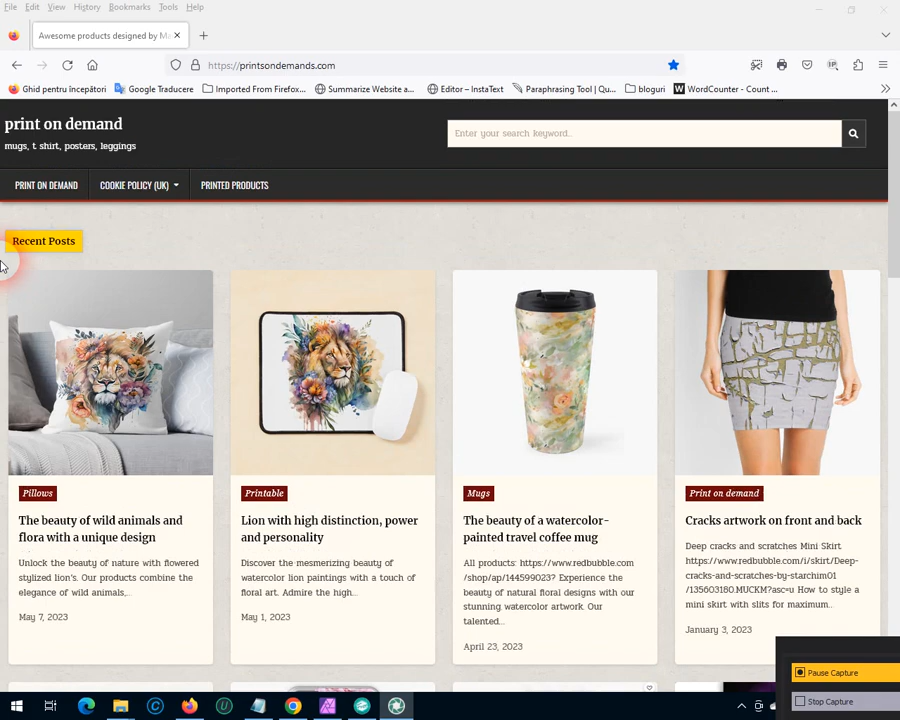 File Edit View History Bookmarks Tools Help
Awesome products designed by Ma
https://printsondemands.com
Ghid pentru începători Google Traducere Imported From Firefox... Summarize Website a... Editor – InstaText Paraphrasing Tool | Qu... bloguri WordCounter - Count ...
print on demand
mugs, t shirt, posters, leggings
Enter your search keyword...
PRINT ON DEMAND COOKIE POLICY (UK) PRINTED PRODUCTS
Recent Posts
Pillows
The beauty of wild animals and
flora with a unique design
Unlock the beauty of nature with flowered
stylized lion's. Our products combine the
elegance of wild animals,...
May 7, 2023
Printable
Lion with high distinction, power
and personality
Discover the mesmerizing beauty of
watercolor lion paintings with a touch of
floral art. Admire the high...
May 1, 2023
Mugs
The beauty of a watercolor-
painted travel coffee mug
All products: https://www.redbubble.com
/shop/ap/144599023? Experience the
beauty of natural floral designs with our
stunning watercolor artwork. Our
talented...
April 23, 2023
Print on demand
Cracks artwork on front and back
Deep cracks and scratches Mini Skirt
https://www.redbubble.com/i/skirt/Deep-
cracks-and-scratches-by-starchim01
/135603180.MUCKM?asc=u How to style a
mini skirt with slits for maximum...
January 3, 2023
Pause Capture
Stop Capture